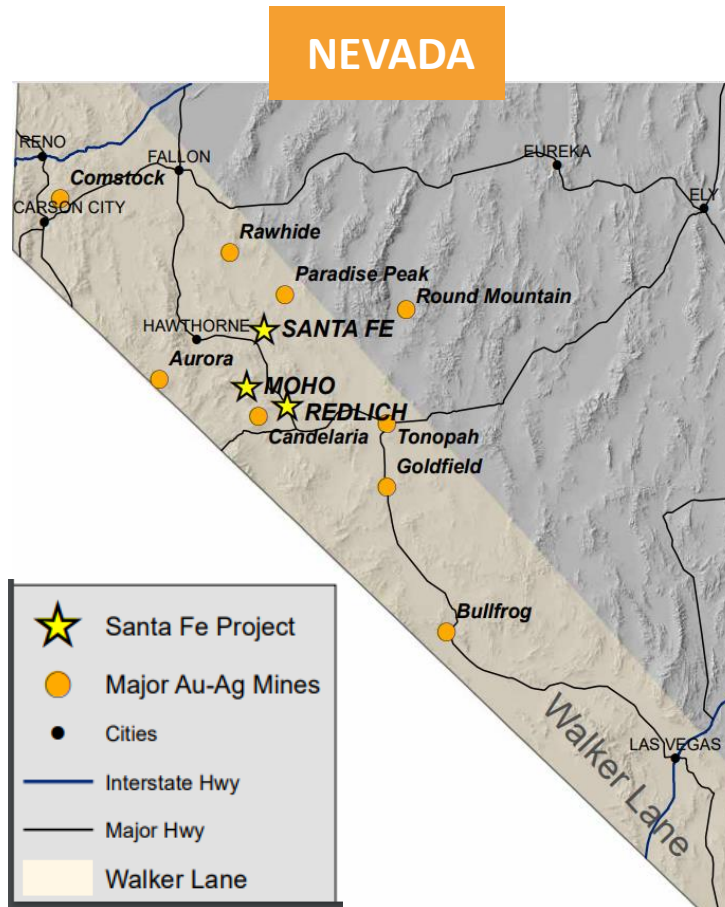 NEVADA
RENO
FALLON
EUREKA
Comstock
ELY
CARSON CITY
Rawhide
Paradise Peak
Round Mountain
HAWTHORNE
SANTA FE
Aurora
MOHO
REDLICH
Candelaria
Tonopah
Goldfield
Bullfrog
Walker Lane
LAS VEGAS
Santa Fe Project
Major Au-Ag Mines
Cities
Interstate Hwy
Major Hwy
Walker Lane